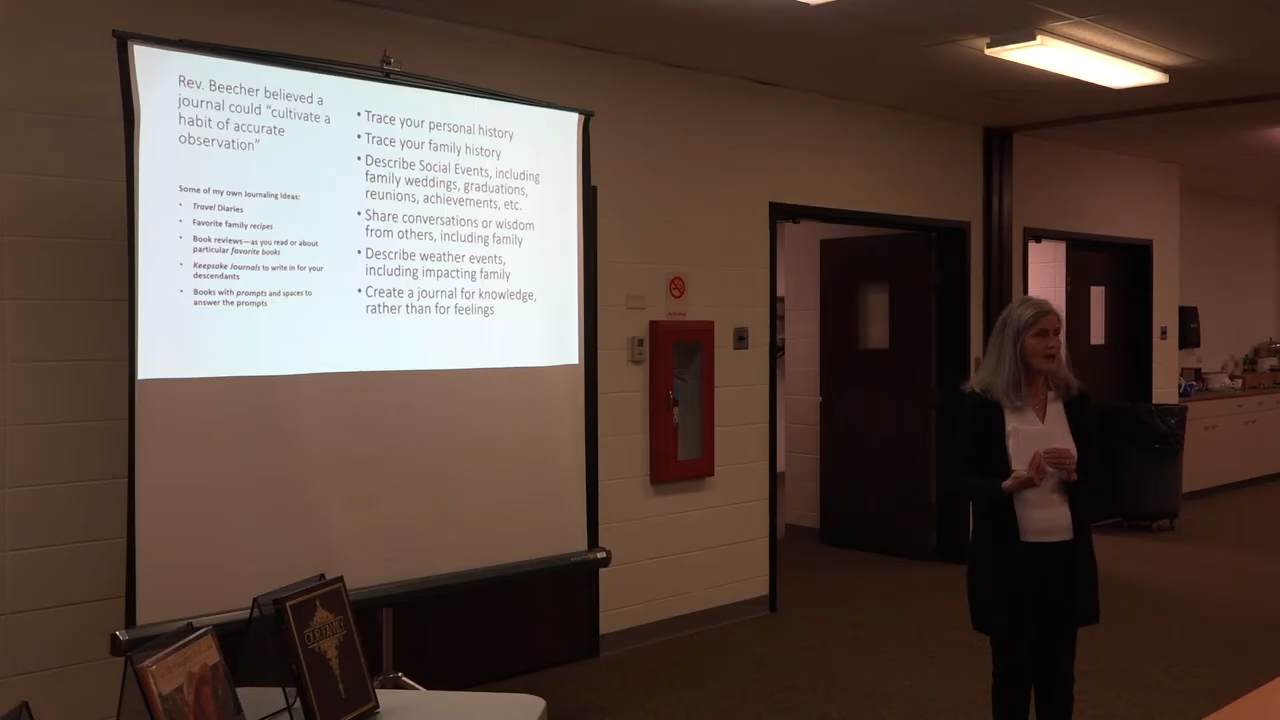 Rev. Beecher believed a
journal could “cultivate a
habit of accurate
observation”
Some of my own Journaling Ideas:
• Travel Diaries
• Favorite family recipes
• Book reviews—as you read or about
particular favorite books
• Keepsake Journals to write in for your
descendants
• Books with prompts and spaces to
answer the prompts
• Trace your personal history
• Trace your family history
• Describe Social Events, including
family weddings, graduations,
reunions, achievements, etc.
• Share conversations or wisdom
from others, including family
• Describe weather events,
including impacting family
• Create a journal for knowledge,
rather than for feelings
OUR FAMILY